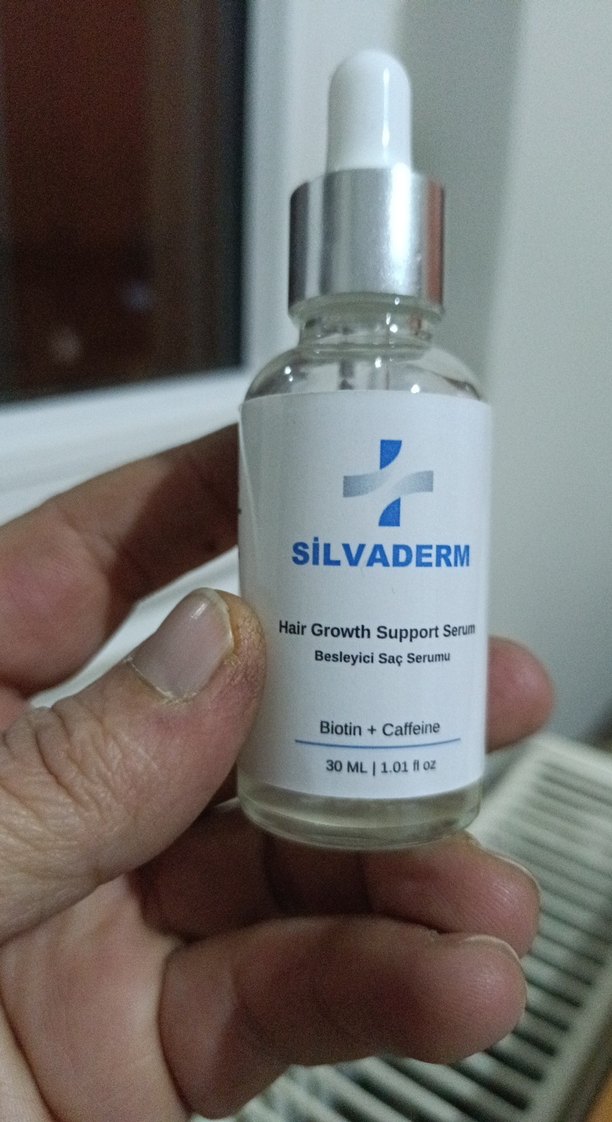 SİLVADERM
Hair Growth Support Serum
Besleyici Saç Serumu
Biotin + Caffeine
30 ML | 1.01 fl oz